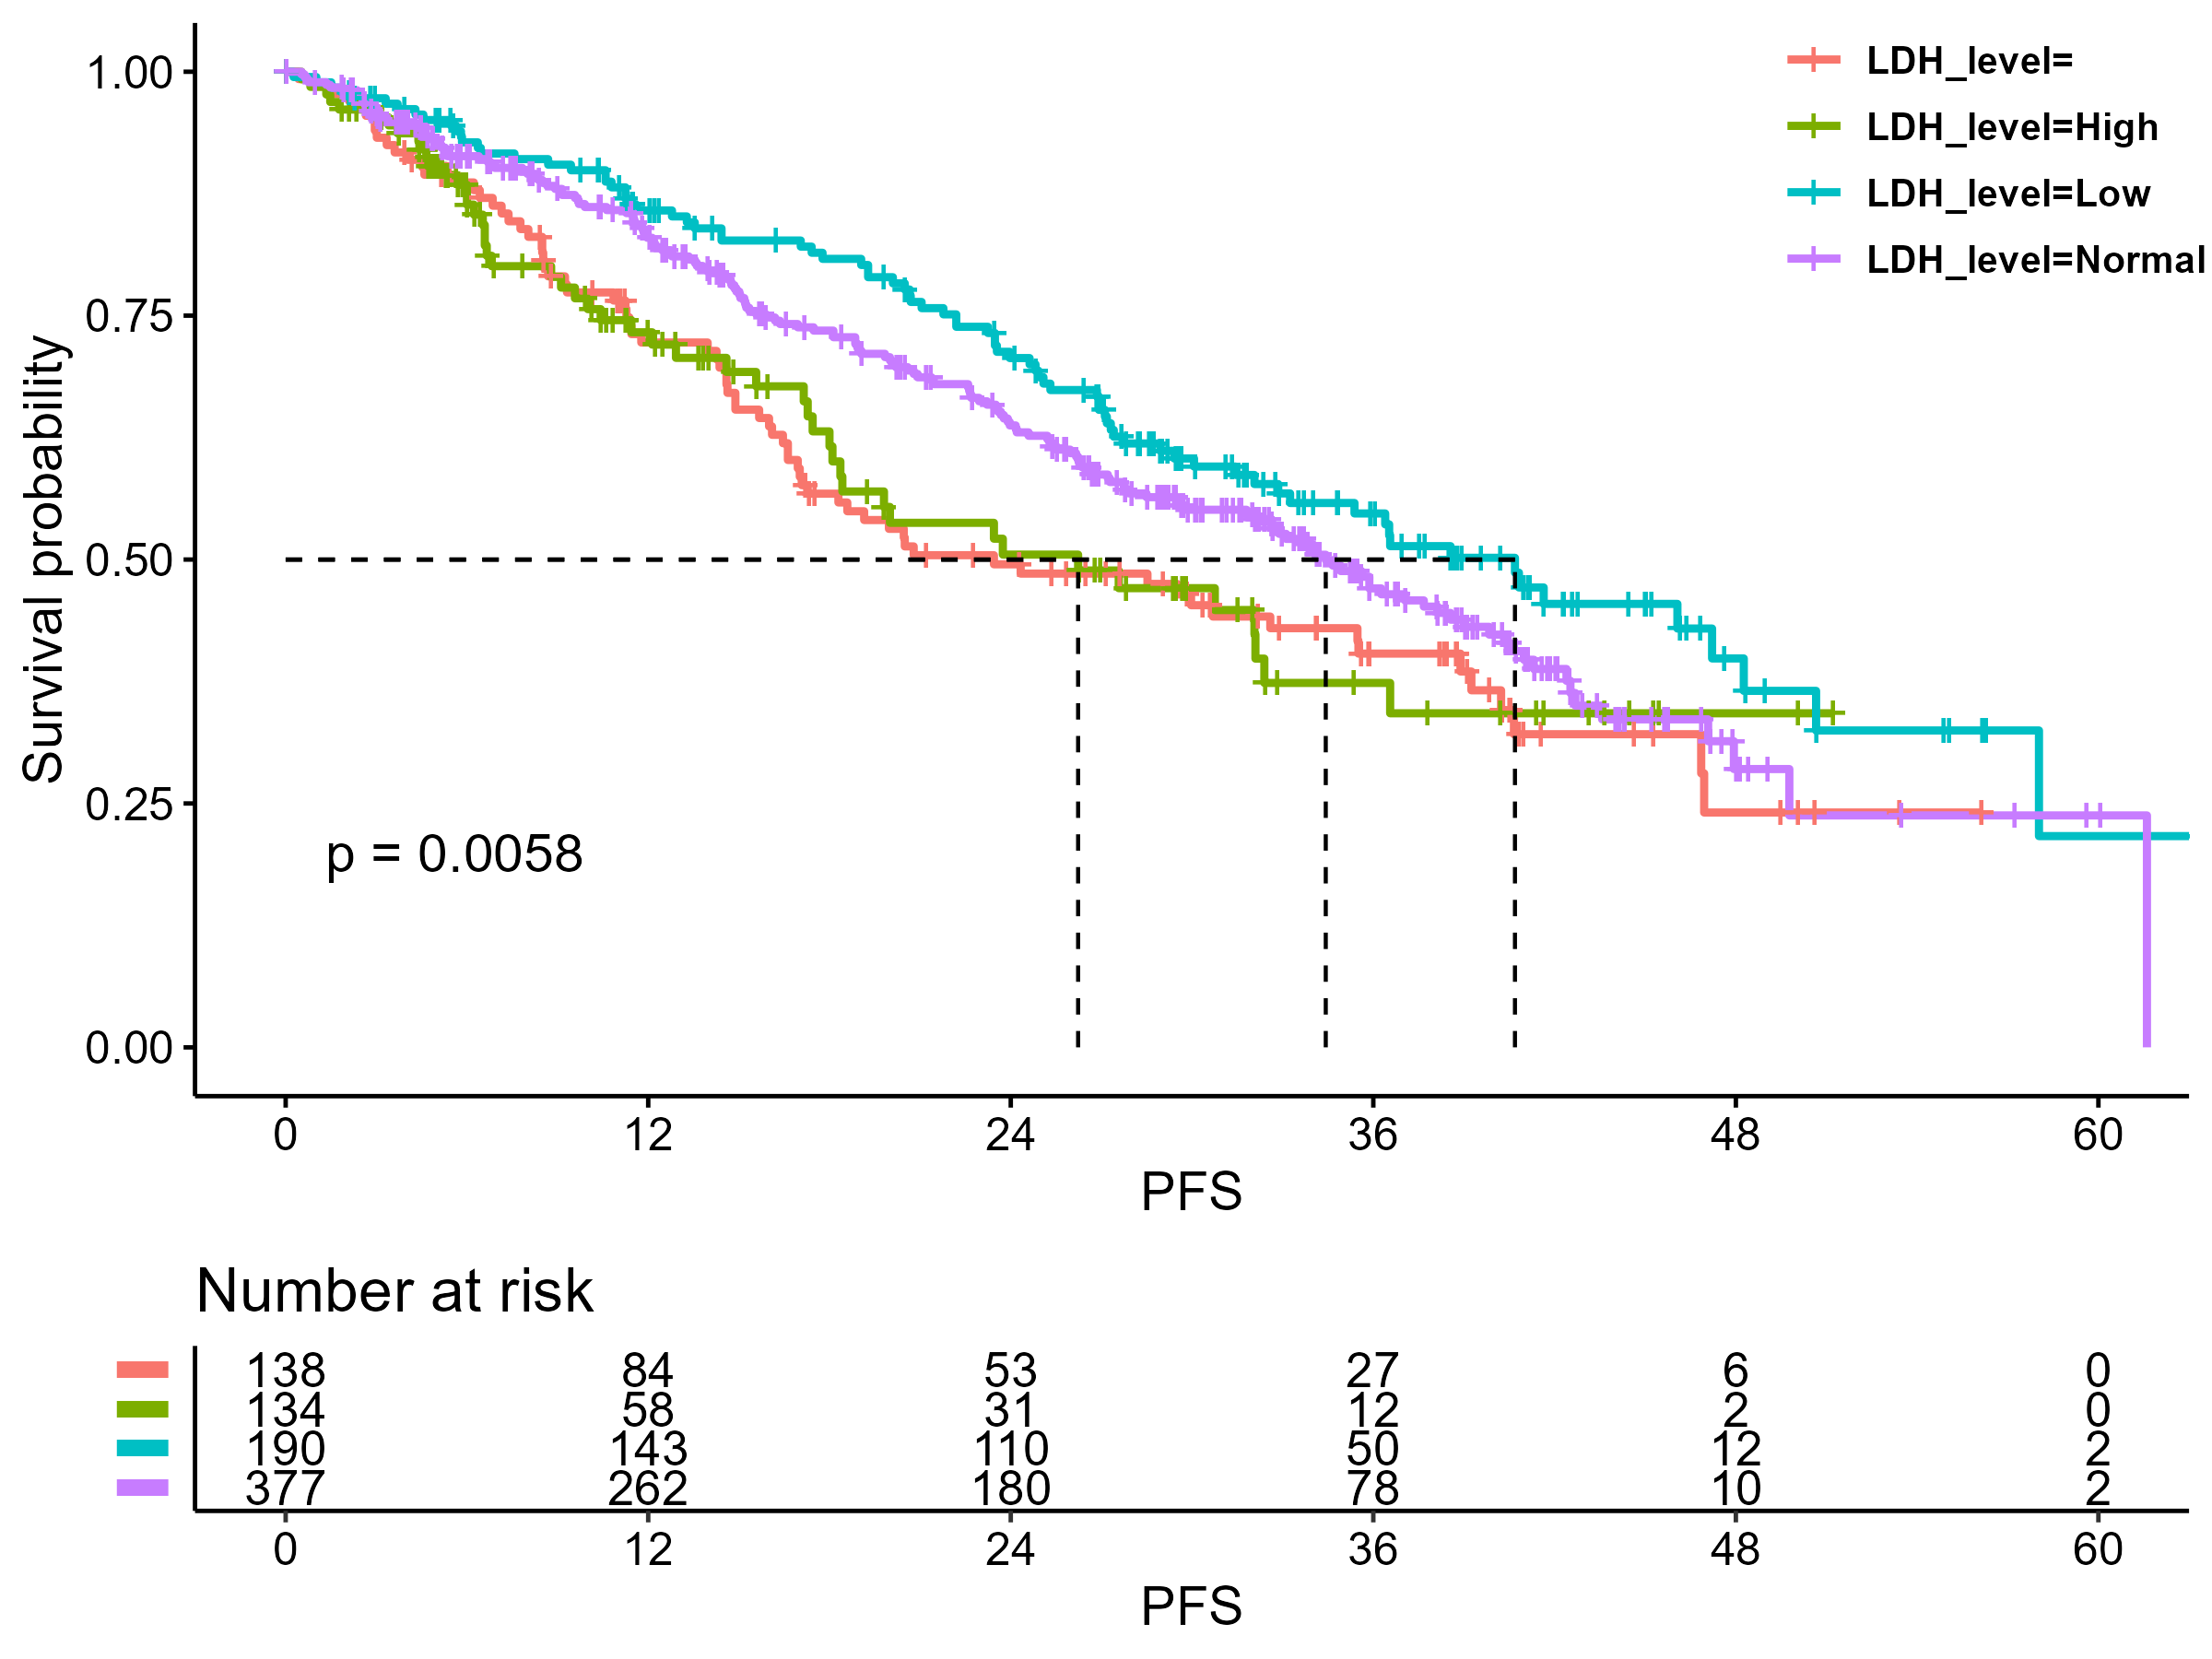 LDH_level=
LDH_level=High
LDH_level=Low
LDH_level=Normal
Survival probability
1.00
0.75
0.50
0.25
0.00
p = 0.0058
0 12 24 36 48 60
PFS
Number at risk
138 84 53 27 6 0
134 58 31 12 2 0
190 143 110 50 12 2
377 262 180 78 10 2
0 12 24 36 48 60
PFS